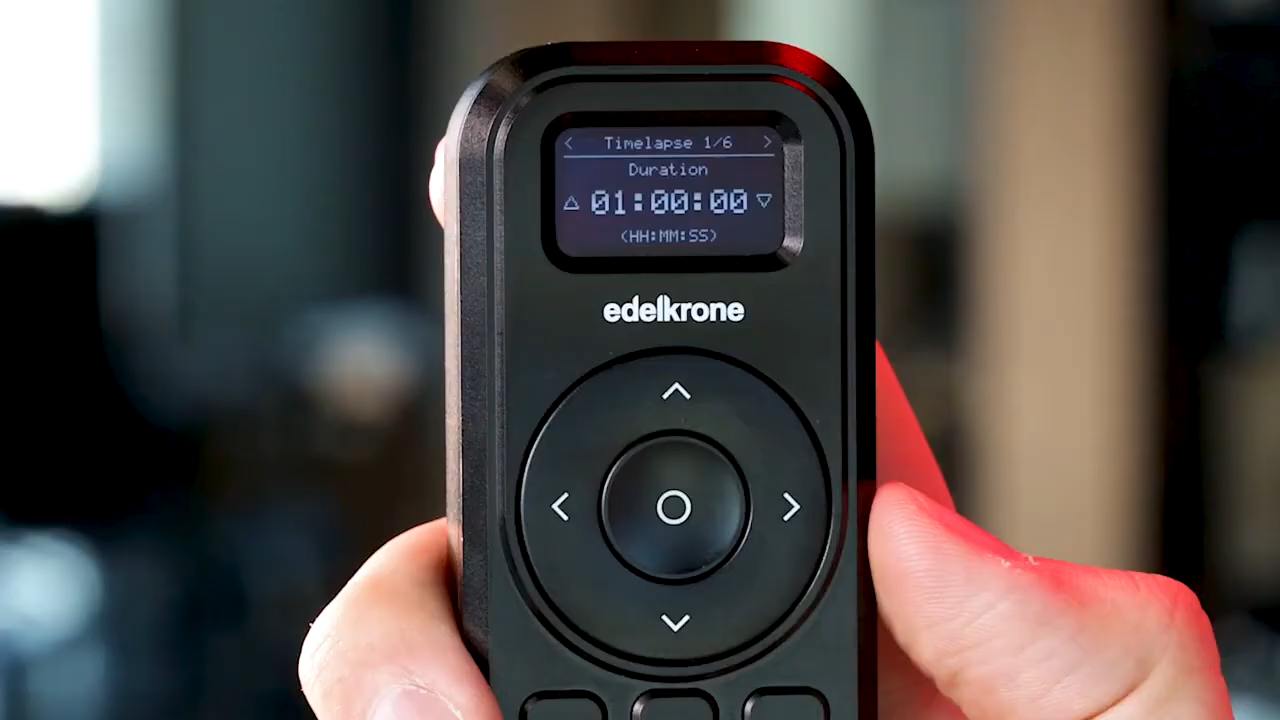 < Timelapse 1/6 >
Duration
△ 01:00:00 ▽
(HH:MM:SS)
edelkrone